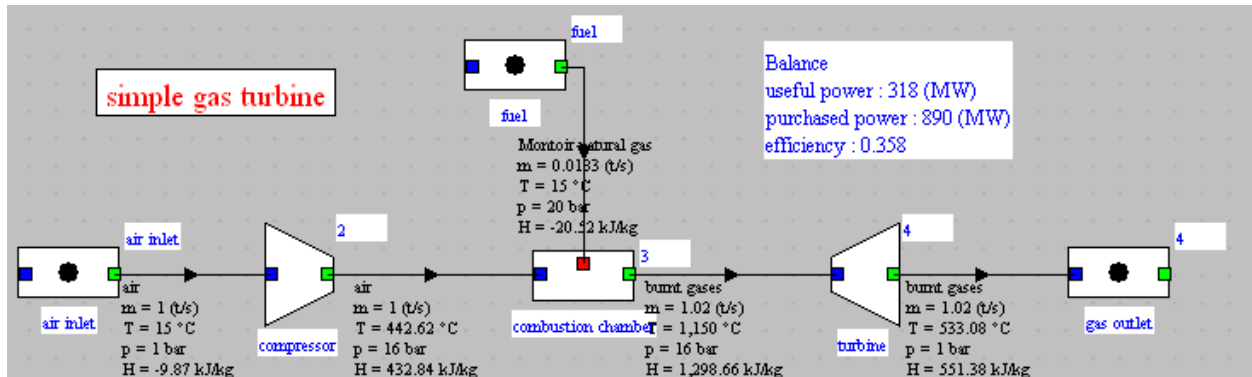 simple gas turbine
fuel
fuel
Balance
useful power : 318 (MW)
purchased power : 890 (MW)
efficiency : 0.358
Montoir natural gas
m = 0.0183 (t/s)
T = 15 °C
p = 20 bar
H = -20.52 kJ/kg
air inlet
air inlet
air
m = 1 (t/s)
T = 15 °C
p = 1 bar
H = -9.87 kJ/kg
2
compressor
air
m = 1 (t/s)
T = 442.62 °C
p = 16 bar
H = 432.84 kJ/kg
3
combustion chamber
burnt gases
m = 1.02 (t/s)
T = 1,150 °C
p = 16 bar
H = 1,298.66 kJ/kg
4
turbine
burnt gases
m = 1.02 (t/s)
T = 533.08 °C
p = 1 bar
H = 551.38 kJ/kg
4
gas outlet